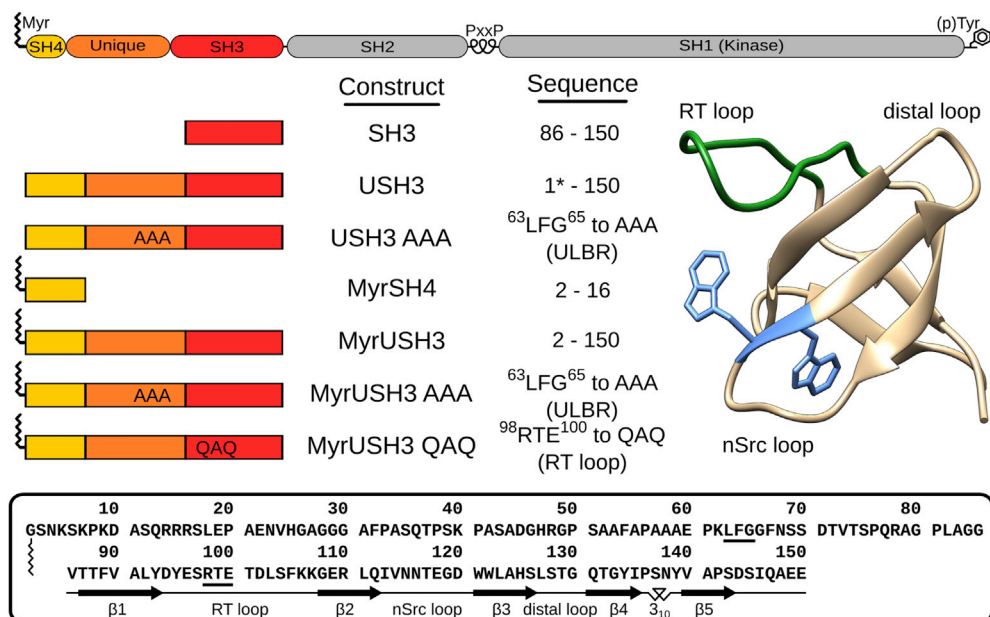 Myr PxxP (p)Tyr
SH4 Unique SH3 SH2 SH1 (Kinase)
Construct Sequence
SH3 86 - 150
USH3 1* - 150
AAA USH3 AAA ⁶³LFG⁶⁵ to AAA
(ULBR)
MyrSH4 2 - 16
MyrUSH3 2 - 150
AAA MyrUSH3 AAA ⁶³LFG⁶⁵ to AAA
(ULBR)
QAQ MyrUSH3 QAQ ⁹⁸RTE¹⁰⁰ to QAQ
(RT loop)
RT loop distal loop
nSrc loop
10 20 30 40 50 60 70 80
GSNKSKPKD ASQRRRSLEP AENVHGAGGG AFPASQTPSK PASADGHRGP SAAFAPAAAE PKLFGGFNSS DTVTSPQRAG PLAGG
90 100 110 120 130 140 150
VTTFV ALYDYESRTE TDLSFKKGER LQIVNNTEGD WWLAHSLSTG QTGYIPSNYV APSDSIQAEE
β1 RT loop β2 nSrc loop β3 distal loop β4 3₁₀ β5